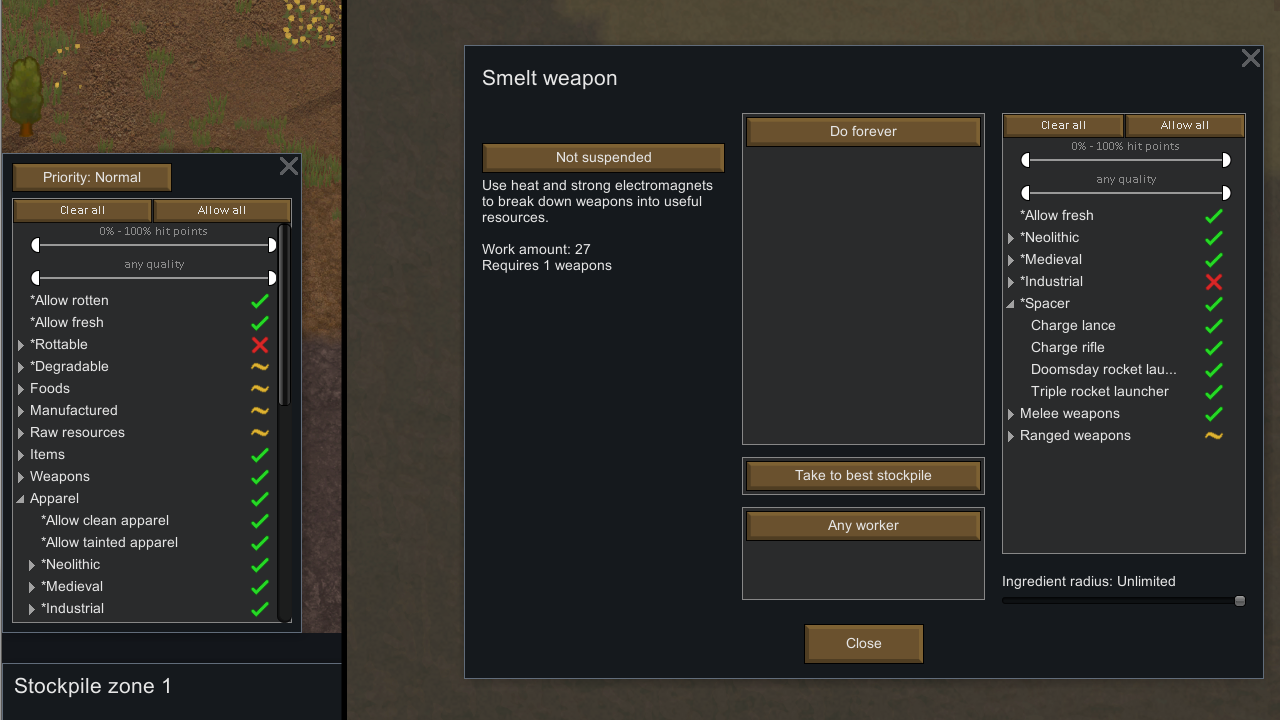 Priority: Normal
Clear all
Allow all
0% - 100% hit points
any quality
*Allow rotten
*Allow fresh
*Rottable
*Degradable
Foods
Manufactured
Raw resources
Items
Weapons
Apparel
*Allow clean apparel
*Allow tainted apparel
*Neolithic
*Medieval
*Industrial
Stockpile zone 1
Smelt weapon
Not suspended
Use heat and strong electromagnets
to break down weapons into useful
resources.
Work amount: 27
Requires 1 weapons
Do forever
Take to best stockpile
Any worker
Close
Clear all
Allow all
0% - 100% hit points
any quality
*Allow fresh
*Neolithic
*Medieval
*Industrial
*Spacer
Charge lance
Charge rifle
Doomsday rocket lau...
Triple rocket launcher
Melee weapons
Ranged weapons
Ingredient radius: Unlimited